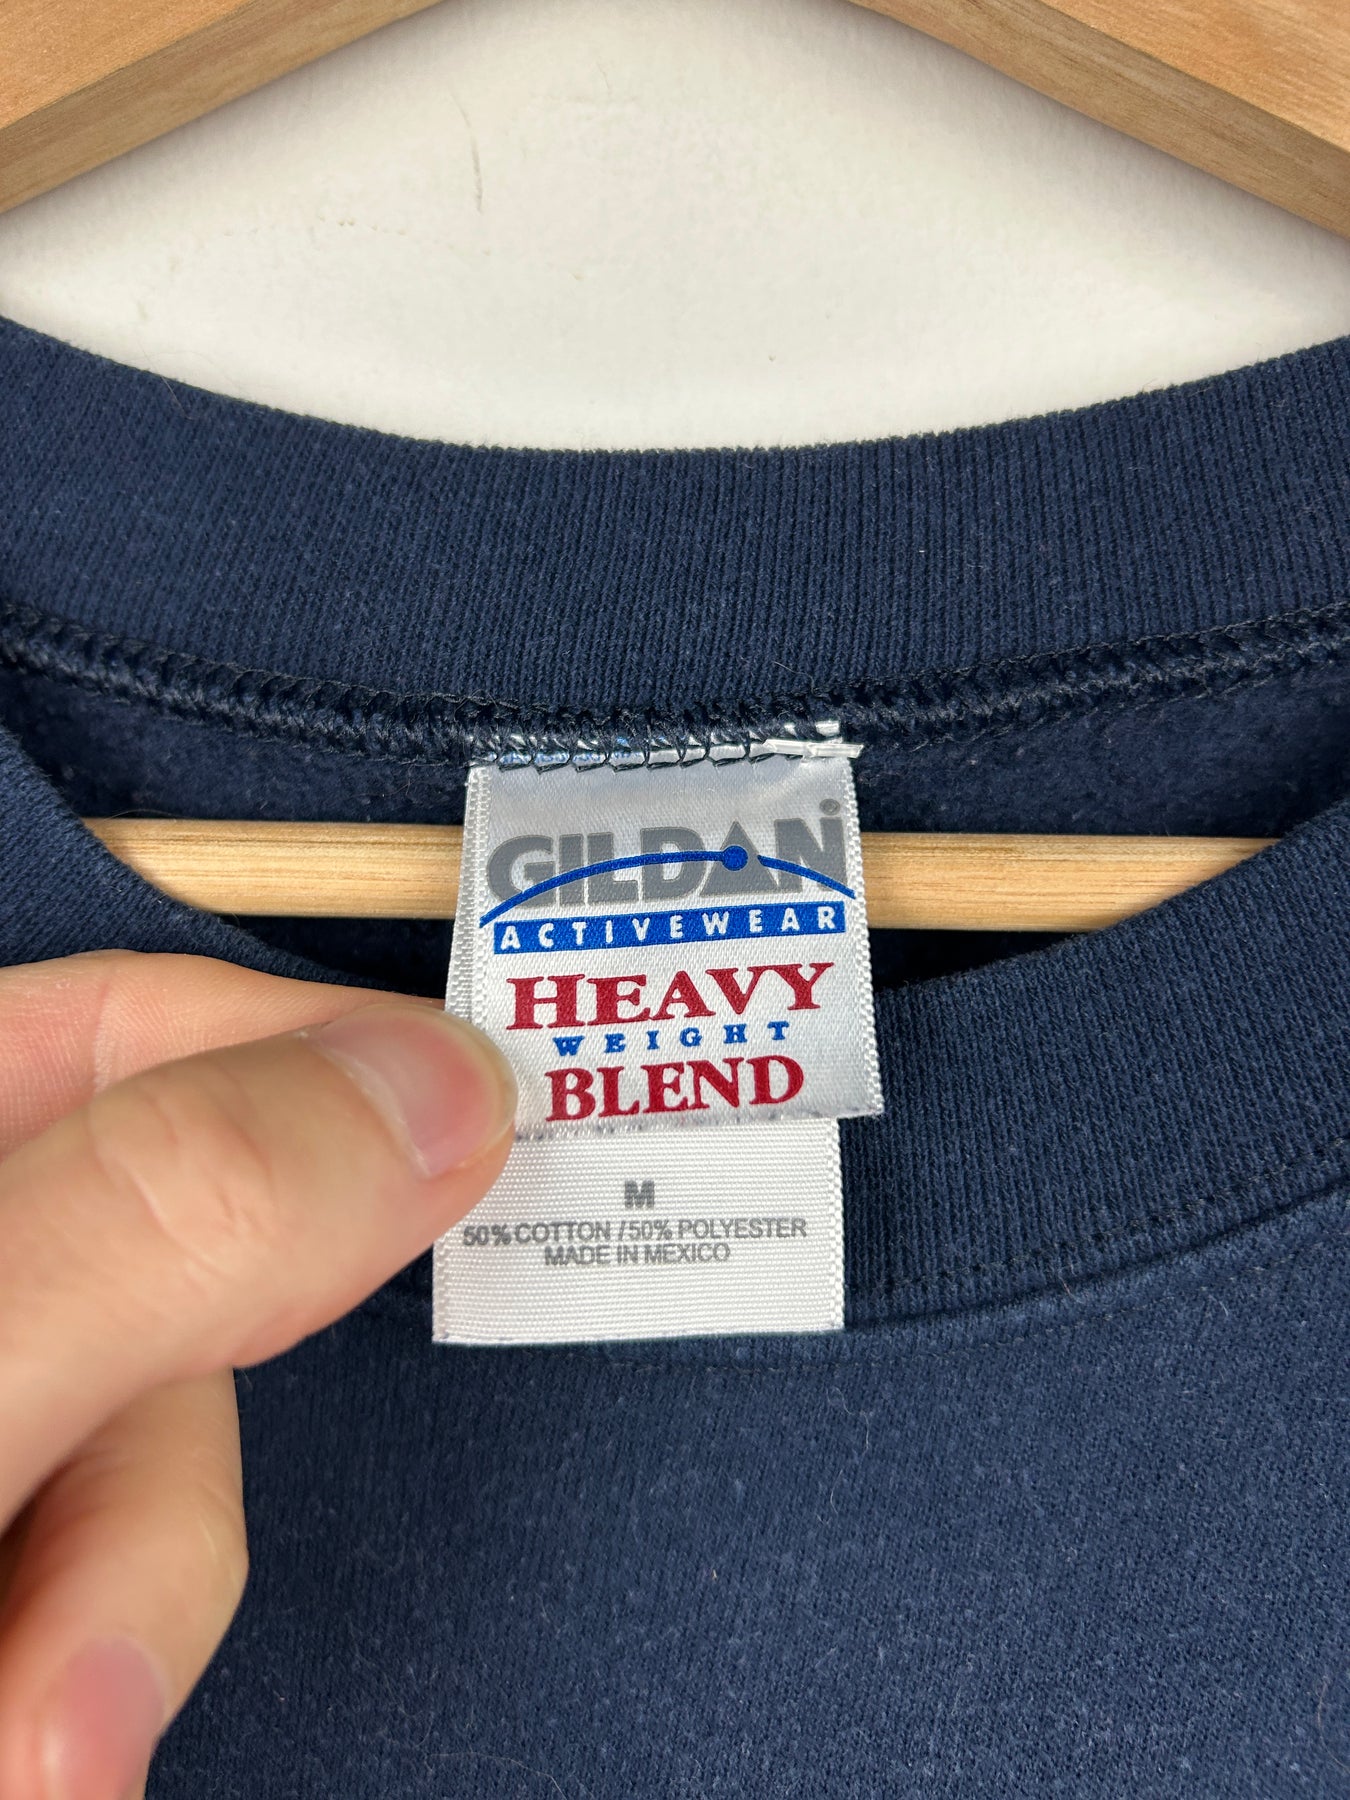 GILDAN®
ACTIVEWEAR
HEAVY
WEIGHT
BLEND
M
50% COTTON / 50% POLYESTER
MADE IN MEXICO